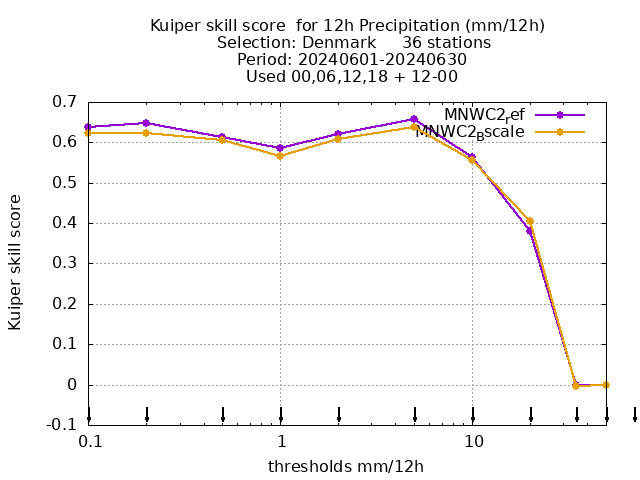 Kuiper skill score  for 12h Precipitation (mm/12h)
Selection: Denmark     36 stations
Period: 20240601-20240630
Used 00,06,12,18 + 12-00
0.7
0.6
0.5
0.4
0.3
0.2
0.1
0
-0.1
Kuiper skill score
MNWC2ref
MNWC2Bscale
0.1
1
10
thresholds mm/12h